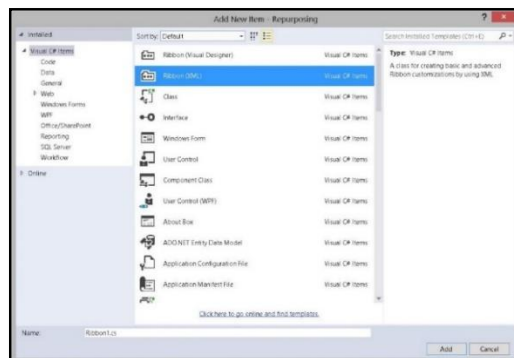 Add New Item - Repurposing
? X
Installed
Sort by: Default
Search Installed Templates (Ctrl+E)
Visual C# Items
Code
Data
General
Web
Windows Forms
WPF
Office/SharePoint
Reporting
SQL Server
Workflow
Online
Ribbon (Visual Designer) Visual C# Items
Ribbon (XML) Visual C# Items
Class Visual C# Items
Interface Visual C# Items
Windows Form Visual C# Items
User Control Visual C# Items
Component Class Visual C# Items
User Control (WPF) Visual C# Items
About Box Visual C# Items
ADO.NET Entity Data Model Visual C# Items
Application Configuration File Visual C# Items
Application Manifest File Visual C# Items
Click here to go online and find templates.
Type: Visual C# Items
A class for creating basic and advanced
Ribbon customizations by using XML
Name: Ribbon1.cs
Add Cancel